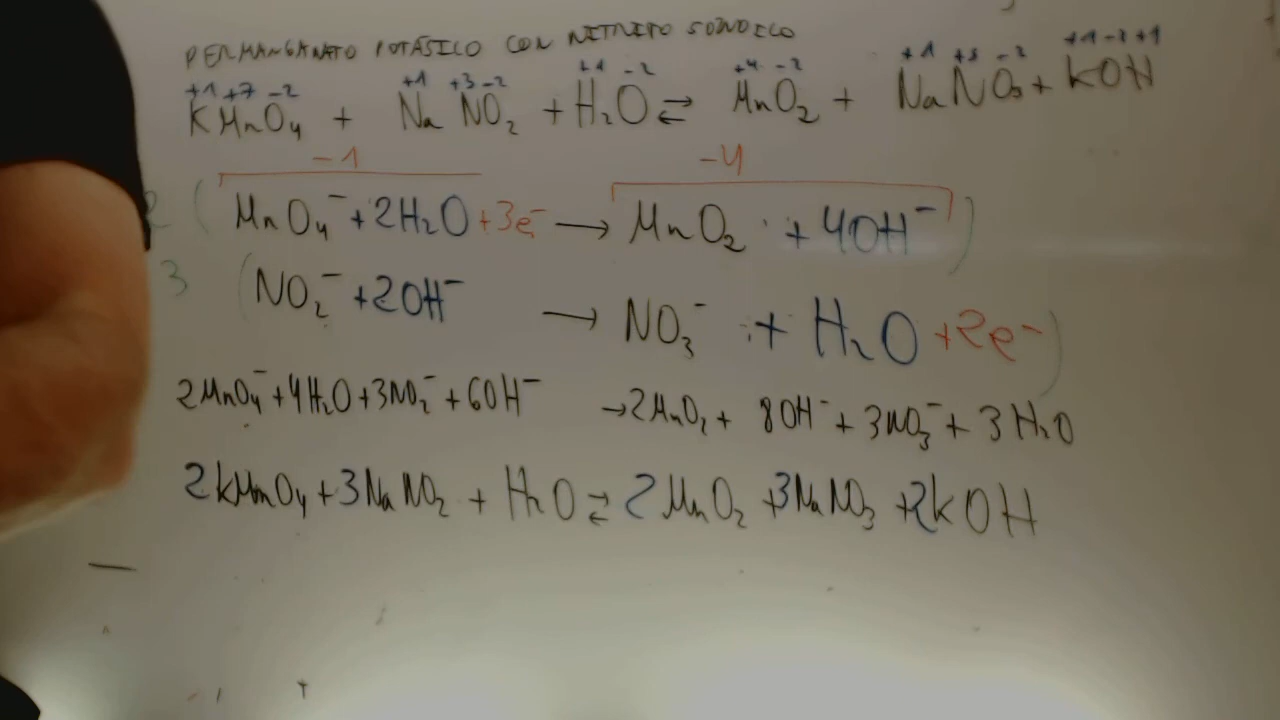 PERMANGANATO POTÁSICO CON NITRITO SÓDICO
+1 +7 -2 +1 +3 -2 +1 -2 +4 -2 +1 +5 -2 +1 -2 +1
KMnO₄ + NaNO₂ + H₂O ⇄ MnO₂ + NaNO₃ + KOH
-1 -4
2 (MnO₄⁻ + 2H₂O + 3e⁻ → MnO₂ + 4OH⁻)
3 (NO₂⁻ + 2OH⁻ → NO₃⁻ + H₂O + 2e⁻)
2MnO₄⁻ + 4H₂O + 3NO₂⁻ + 6OH⁻ → 2MnO₂ + 8OH⁻ + 3NO₃⁻ + 3H₂O
2kMnO₄ + 3NaNO₂ + H₂O ⇄ 2MnO₂ + 3NaNO₃ + 2kOH